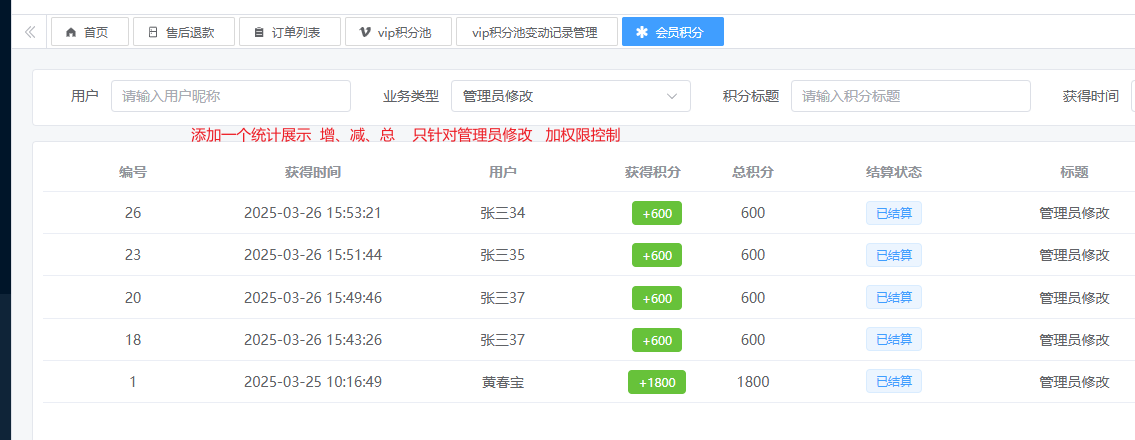 首页 售后退款 订单列表 vip积分池 vip积分池变动记录管理 会员积分
用户 请输入用户昵称 业务类型 管理员修改 积分标题 请输入积分标题 获得时间
添加一个统计展示 增、减、总 只针对管理员修改 加权限控制
编号 获得时间 用户 获得积分 总积分 结算状态 标题
26 2025-03-26 15:53:21 张三34 +600 600 已结算 管理员修改
23 2025-03-26 15:51:44 张三35 +600 600 已结算 管理员修改
20 2025-03-26 15:49:46 张三37 +600 600 已结算 管理员修改
18 2025-03-26 15:43:26 张三37 +600 600 已结算 管理员修改
1 2025-03-25 10:16:49 黄春宝 +1800 1800 已结算 管理员修改